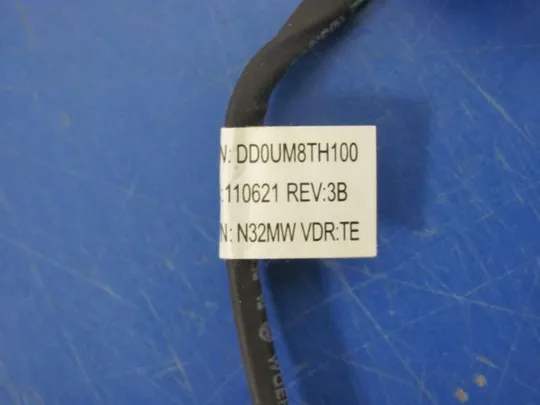 N: DD0UM8TH100
:110621 REV:3B
N: N32MW VDR:TE